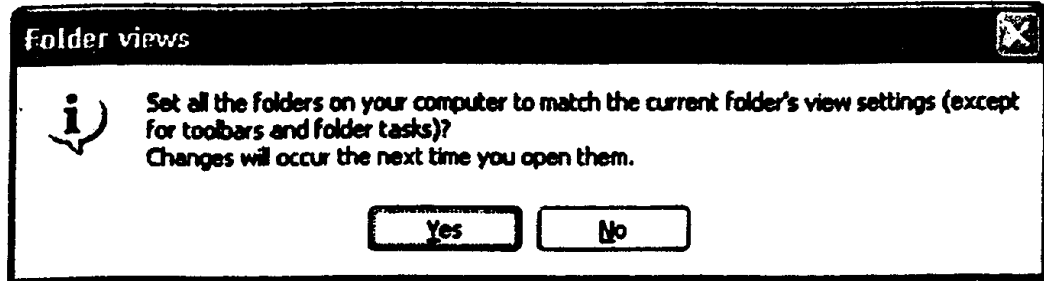 Folder views
Set all the folders on your computer to match the current folder's view settings (except
for toolbars and folder tasks)?
Changes will occur the next time you open them.
Yes
No